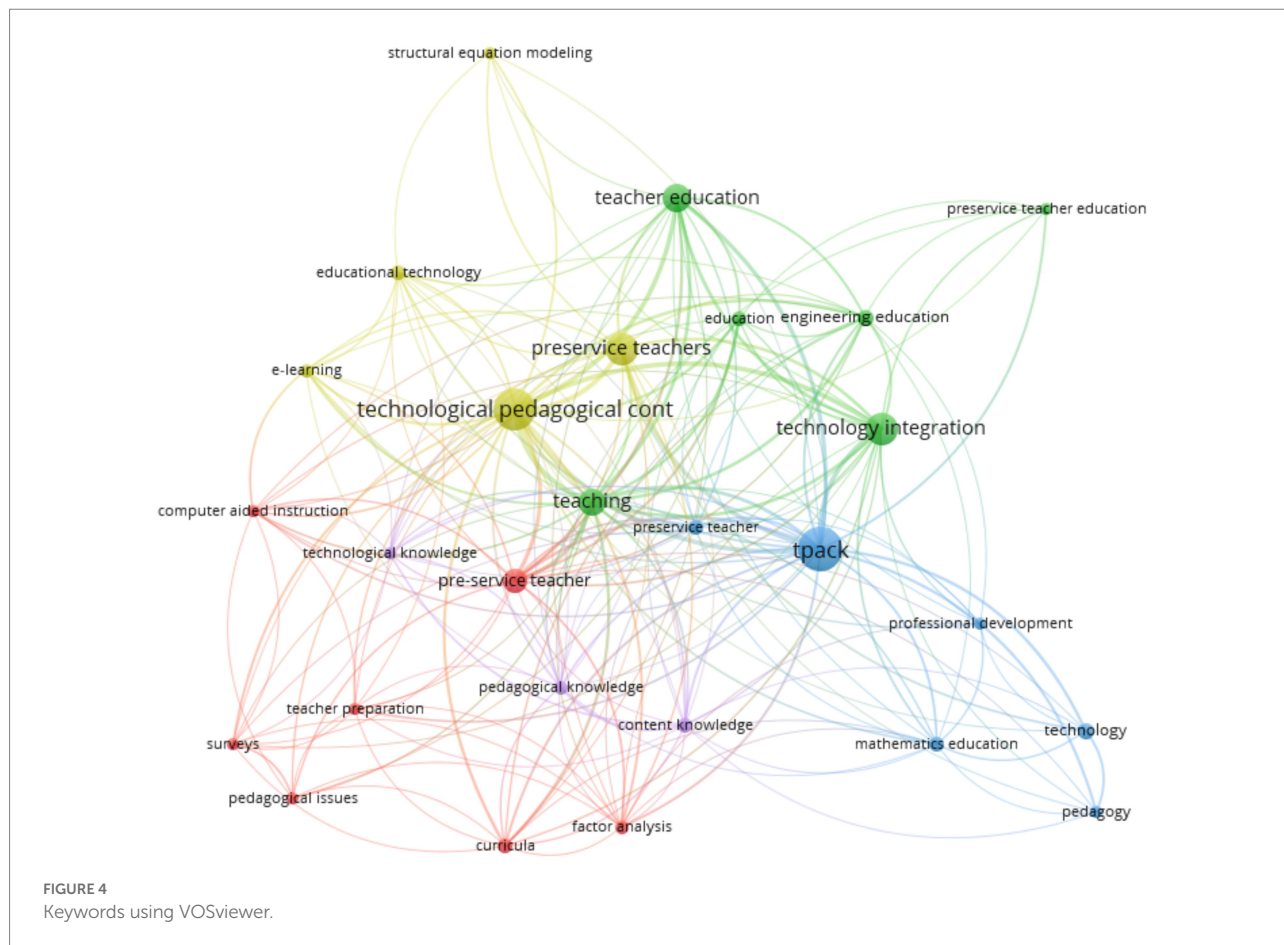 structural equation modeling
teacher education
preservice teacher education
educational technology
education
engineering education
preservice teachers
e-learning
technological pedagogical cont
technology integration
teaching
computer aided instruction
preservice teacher
technological knowledge
tpack
pre-service teacher
professional development
pedagogical knowledge
teacher preparation
content knowledge
technology
surveys
mathematics education
pedagogical issues
pedagogy
factor analysis
curricula
FIGURE 4
Keywords using VOSviewer.